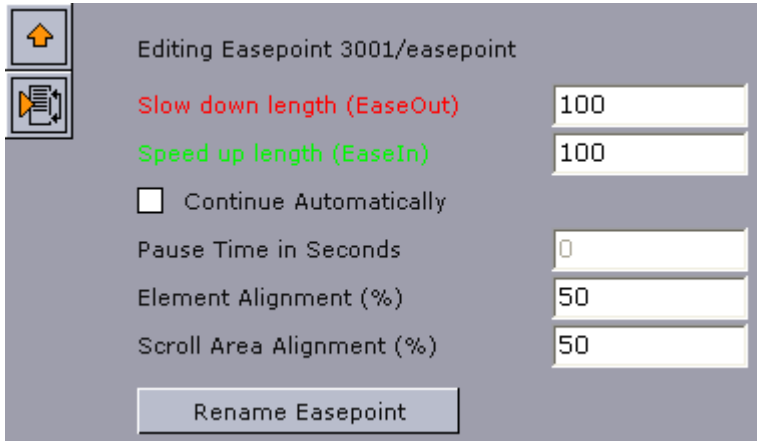 Editing Easepoint 3001/easepoint
Slow down length (EaseOut) 100
Speed up length (EaseIn) 100
Continue Automatically
Pause Time in Seconds 0
Element Alignment (%) 50
Scroll Area Alignment (%) 50
Rename Easepoint